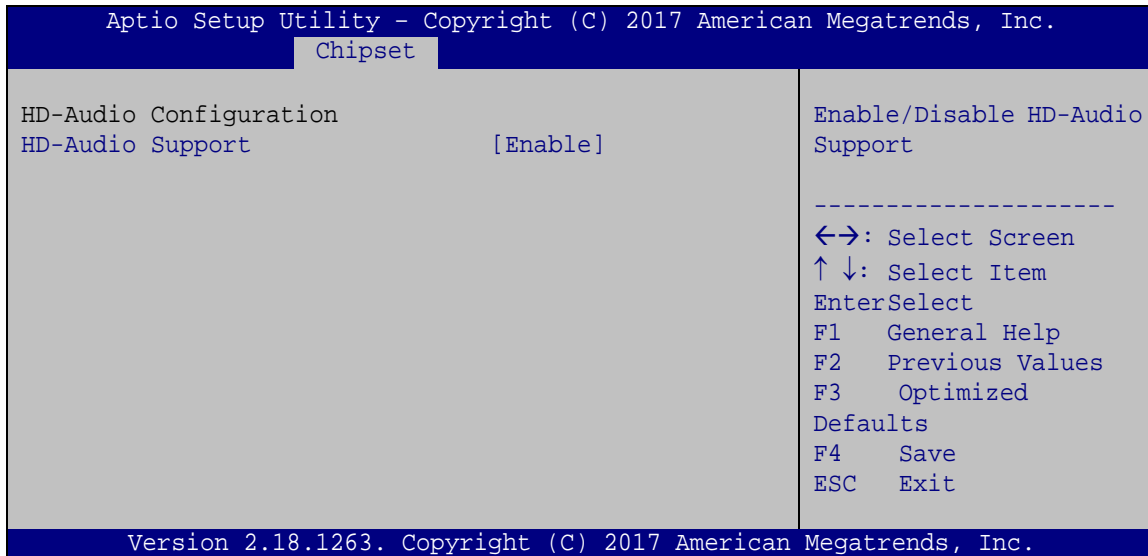 Aptio Setup Utility – Copyright (C) 2017 American Megatrends, Inc.
Chipset
HD-Audio Configuration
HD-Audio Support [Enable]
Enable/Disable HD-Audio
Support
---------------------
←→: Select Screen
↑ ↓: Select Item
EnterSelect
F1 General Help
F2 Previous Values
F3 Optimized
Defaults
F4 Save
ESC Exit
Version 2.18.1263. Copyright (C) 2017 American Megatrends, Inc.